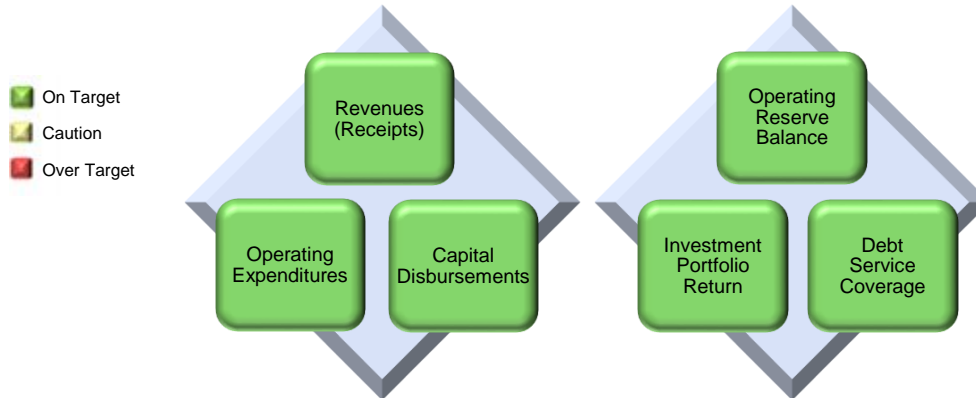 On Target
Caution
Over Target
Revenues
(Receipts)
Operating
Expenditures
Capital
Disbursements
Operating
Reserve
Balance
Investment
Portfolio
Return
Debt
Service
Coverage